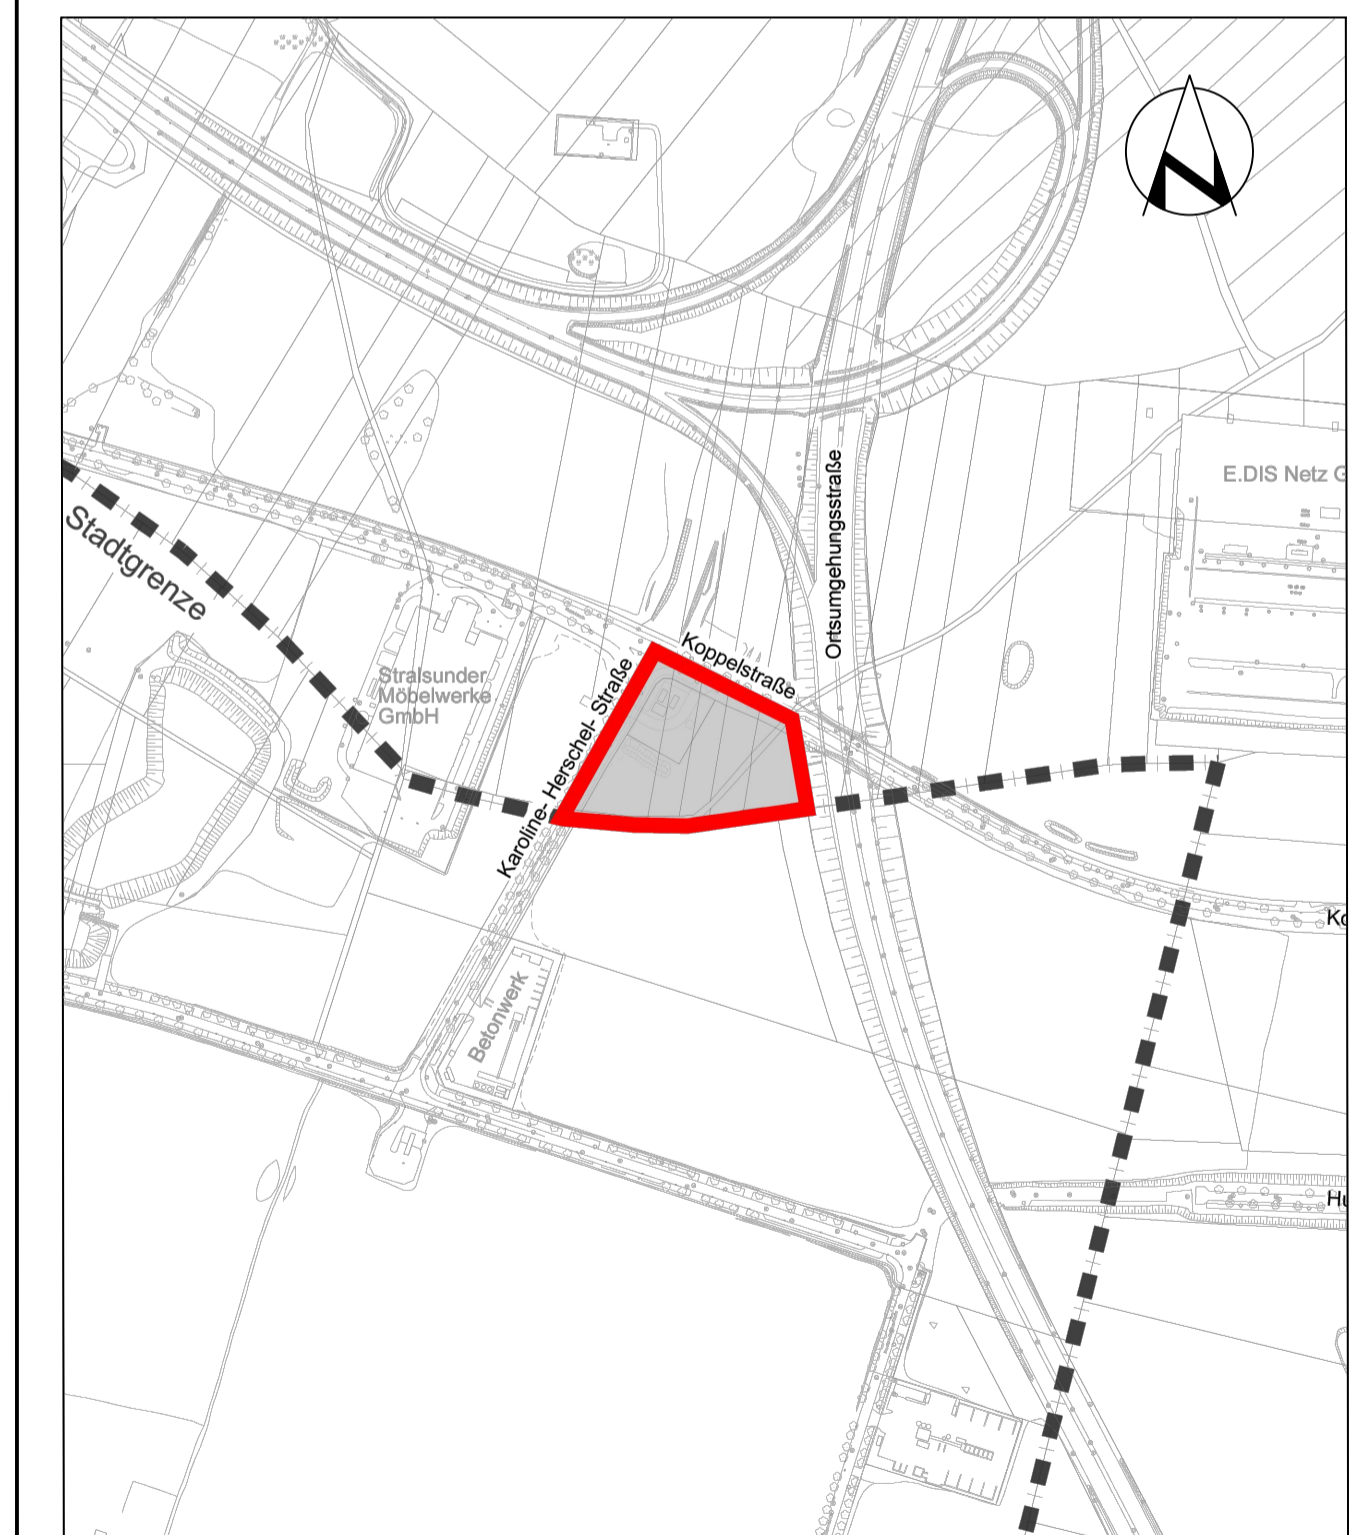 N
E.DIS Netz G
Ortsumgehungsstraße
Stadtgrenze
Koppelstraße
Karoline- Herschel- Straße
Stralsunder
Möbelwerke
GmbH
Ko
Betonwerk
Hu